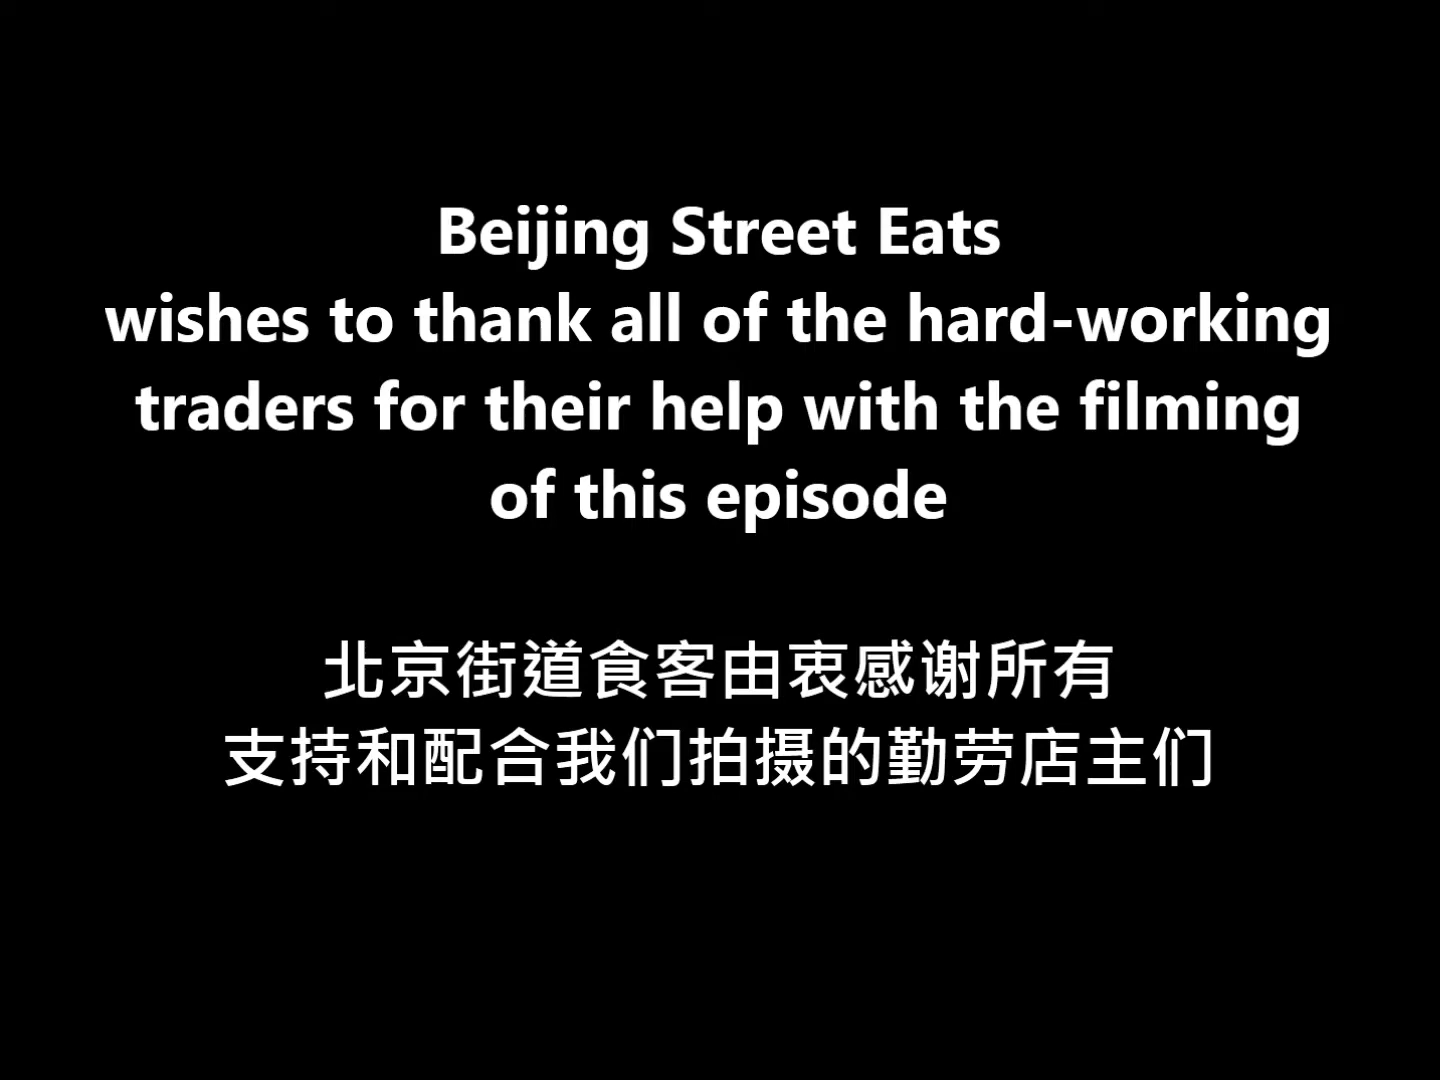 Beijing Street Eats
wishes to thank all of the hard-working
traders for their help with the filming
of this episode
北京街道食客由衷感谢所有
支持和配合我们拍摄的勤劳店主们